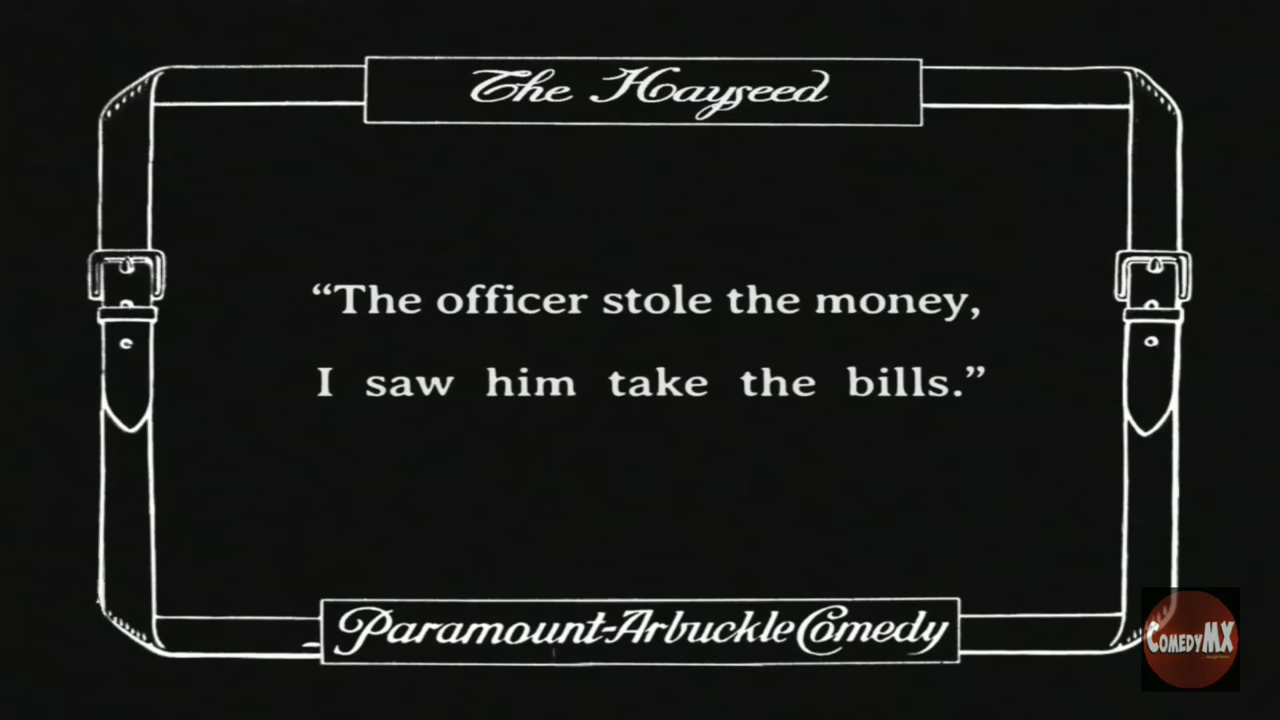 The Hayseed
“The officer stole the money,
I saw him take the bills.”
Paramount-Arbuckle Comedy
COMEDYMX